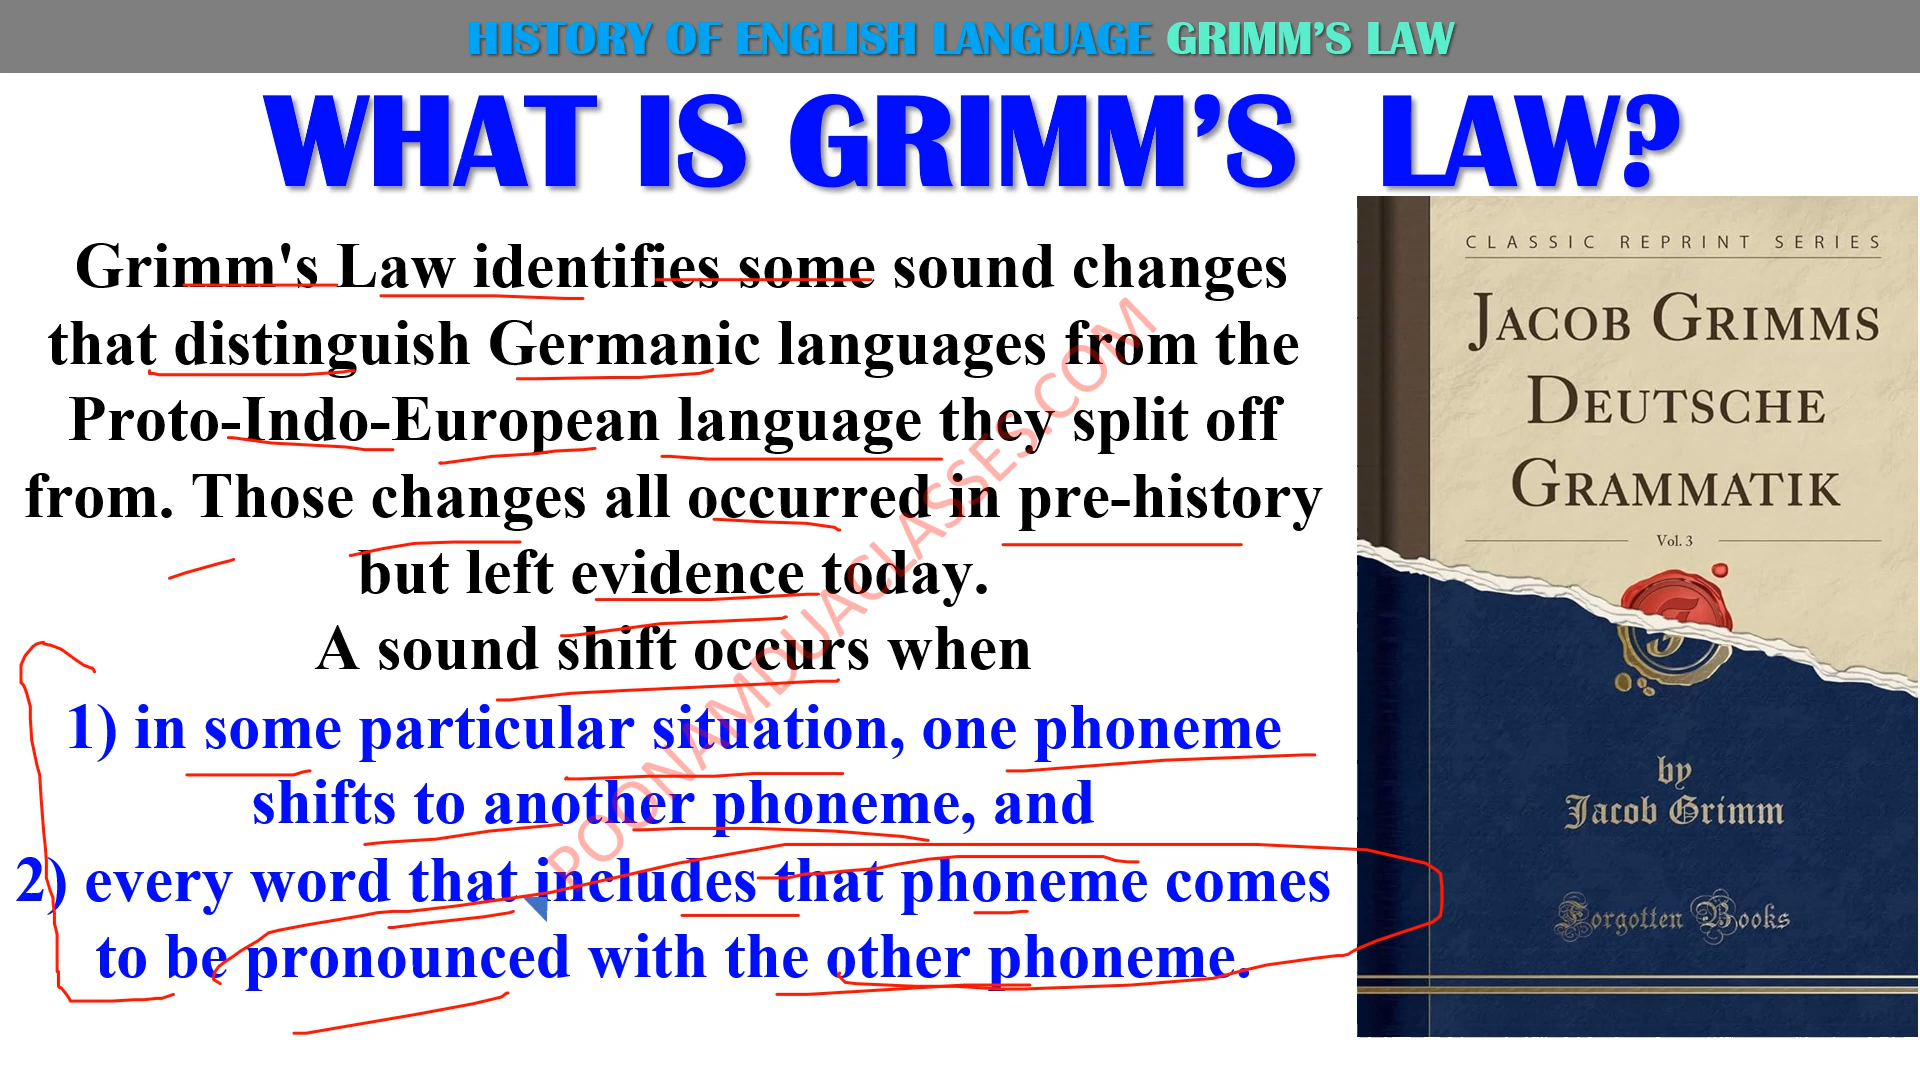 HISTORY OF ENGLISH LANGUAGE GRIMM'S LAW
WHAT IS GRIMM'S LAW?
Grimm's Law identifies some sound changes
that distinguish Germanic languages from the
Proto-Indo-European language they split off
from. Those changes all occurred in pre-history
but left evidence today.
A sound shift occurs when
1) in some particular situation, one phoneme
shifts to another phoneme, and
2) every word that includes that phoneme comes
to be pronounced with the other phoneme.
POONAMDUACLASSES.COM
CLASSIC REPRINT SERIES
JACOB GRIMMS
DEUTSCHE
GRAMMATIK
Vol. 3
by
Jacob Grimm
Forgotten Books